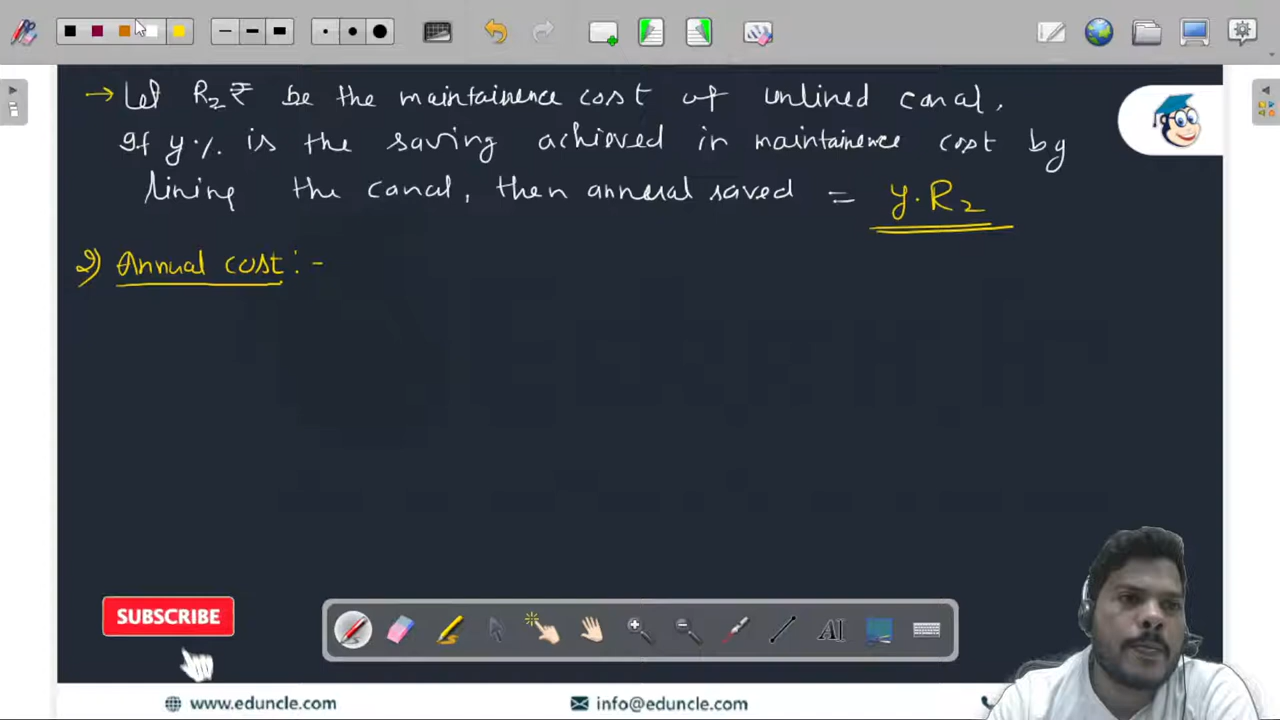 → Let R2₹ be the maintainence cost of unlined canal,
If y% is the saving achieved in maintainence cost by
lining the canal, then annual saved = y.R2
2) Annual cost:-
AI
SUBSCRIBE
www.eduncle.com info@eduncle.com